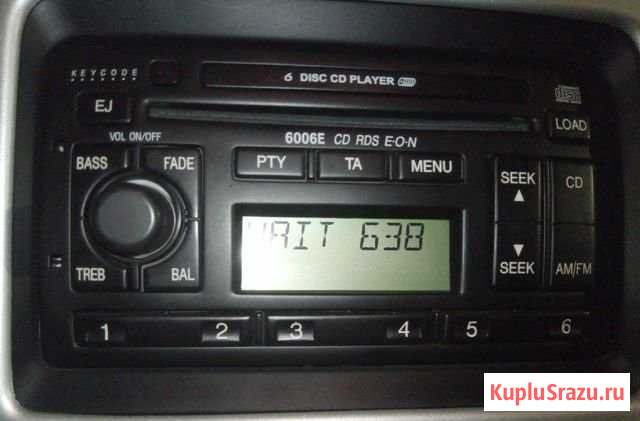 KEYCODE
6 DISC CD PLAYER
EJ
LOAD
VOL ON/OFF
6006E CD RDS E·O·N
BASS FADE
PTY TA MENU
SEEK CD
WAIT 638
TREB BAL
SEEK AM/FM
1 2 3 4 5 6
KupluSrazu.ru